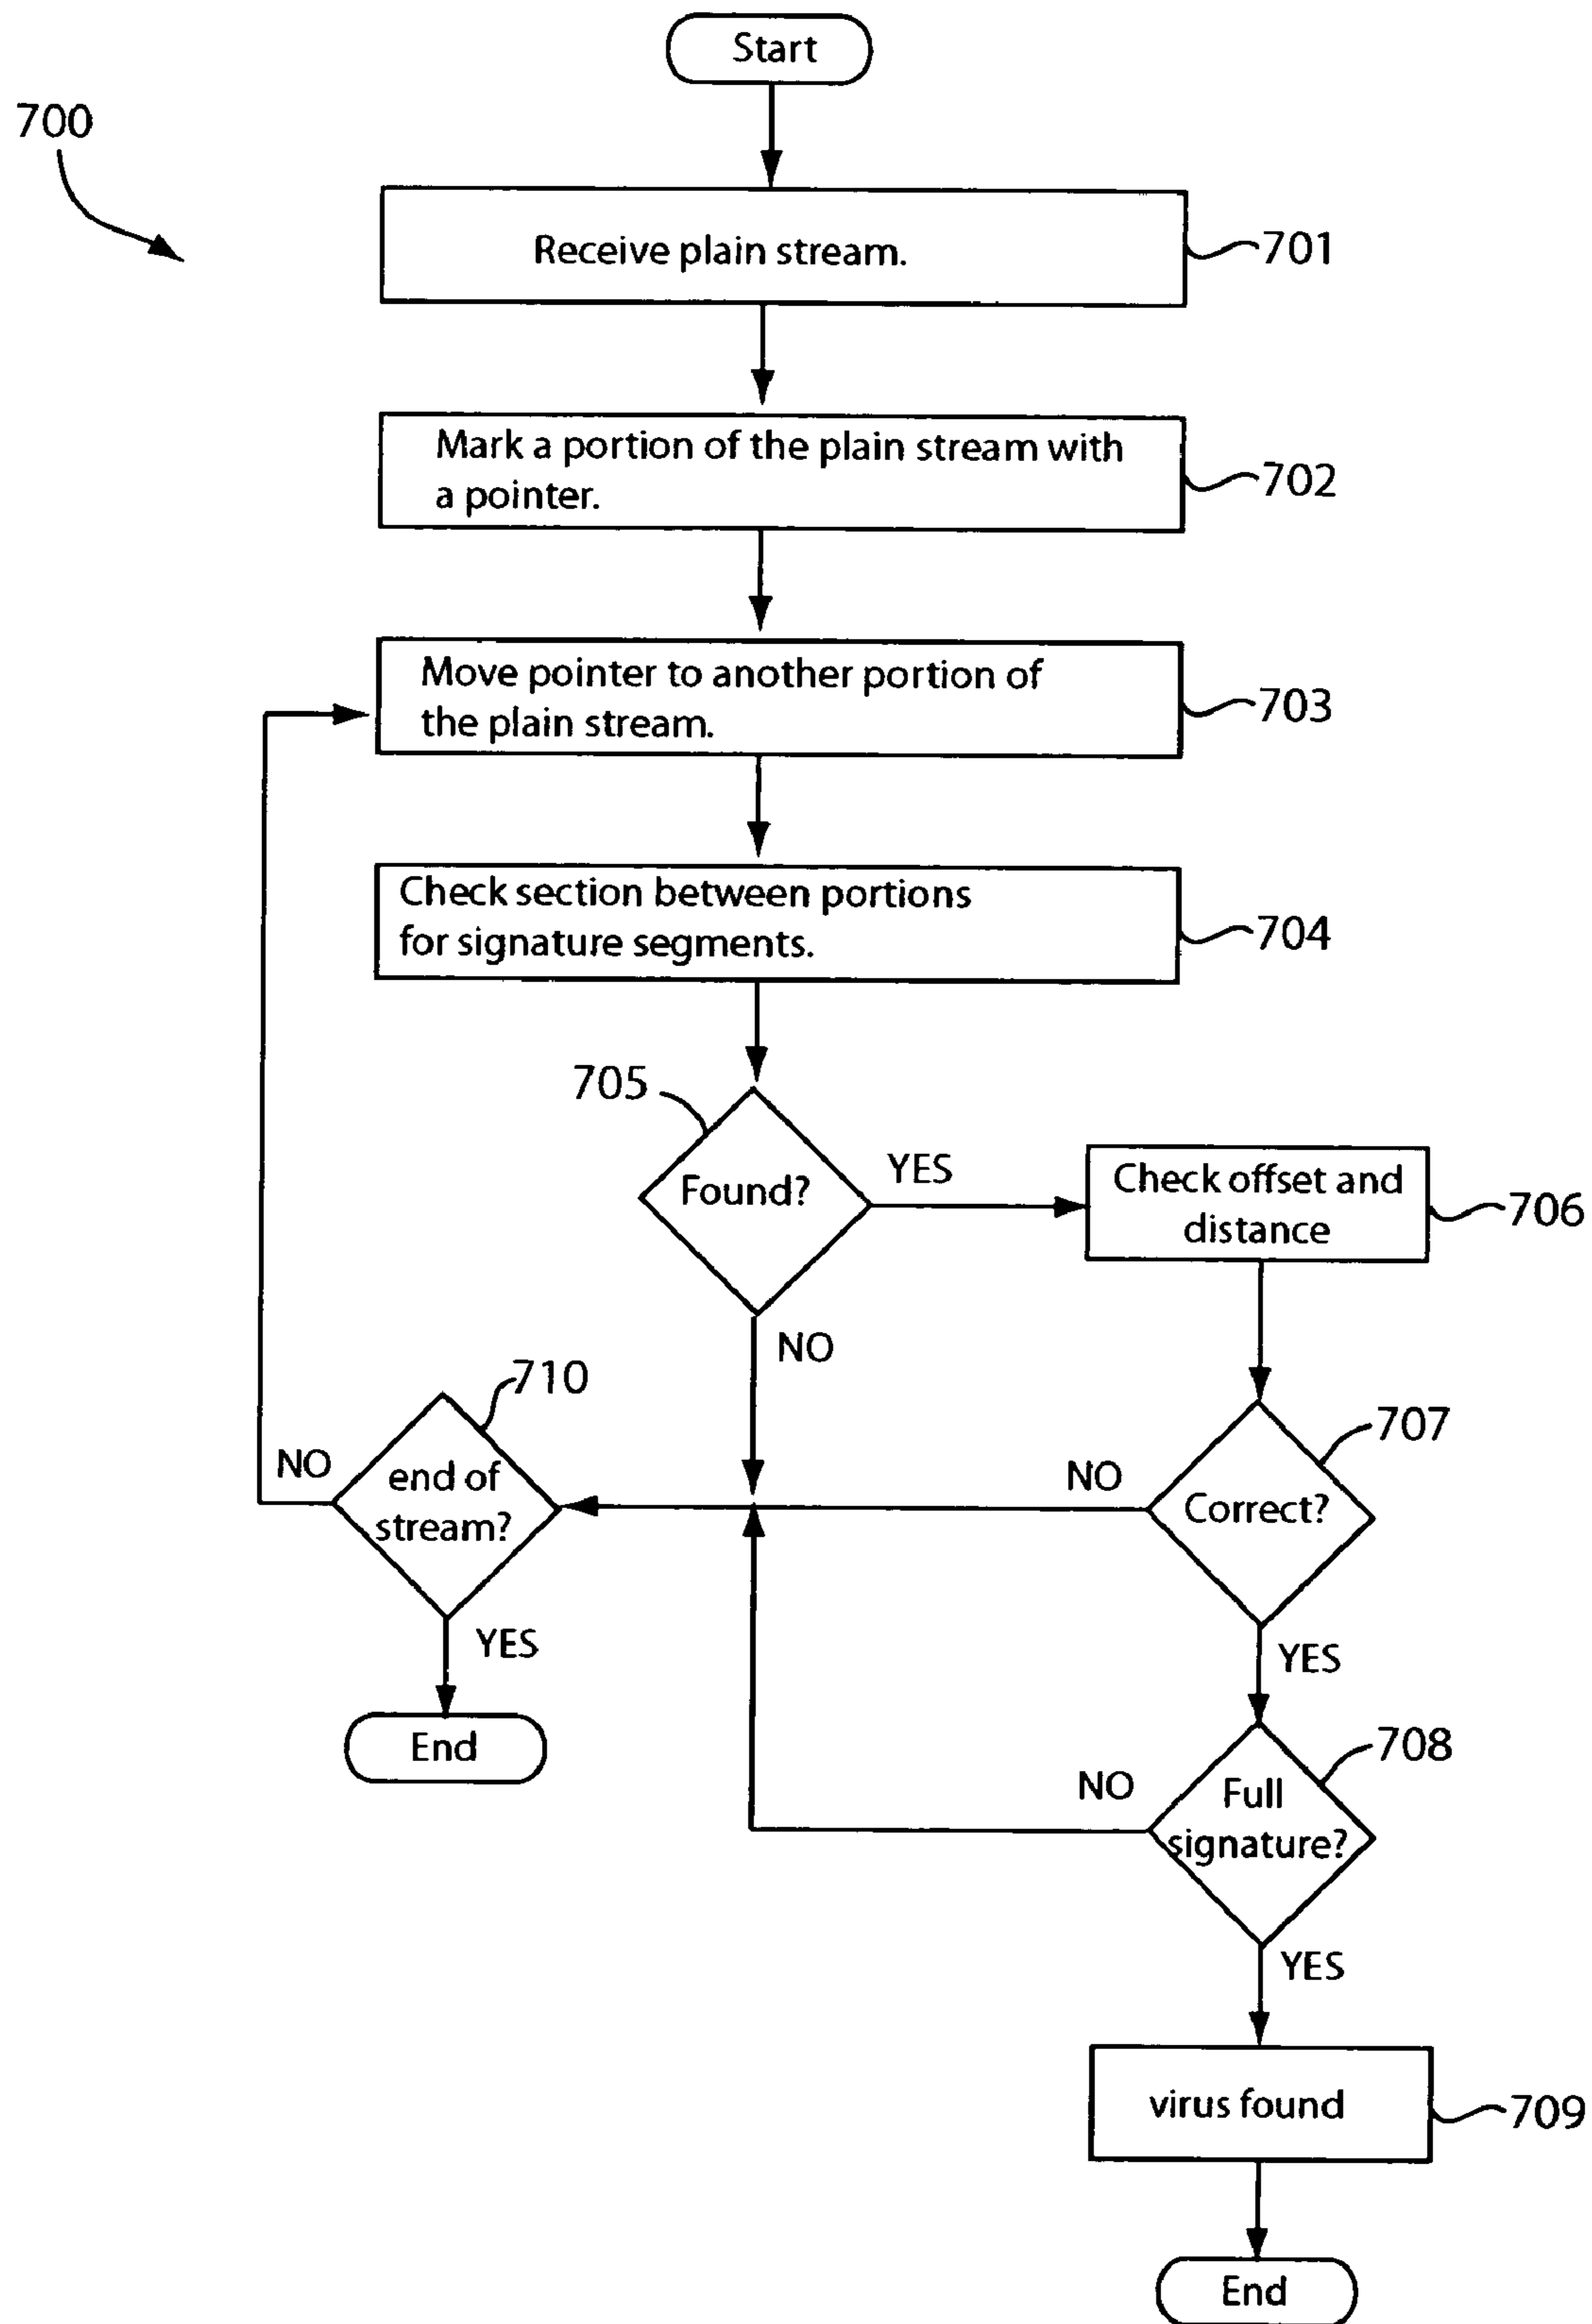 Start
700
Receive plain stream.
701
Mark a portion of the plain stream with
a pointer.
702
Move pointer to another portion of
the plain stream.
703
Check section between portions
for signature segments.
704
705
Found?
YES
Check offset and
distance
706
NO
710
707
NO
end of
stream?
NO
Correct?
YES
YES
End
708
NO
Full
signature?
YES
virus found
709
End